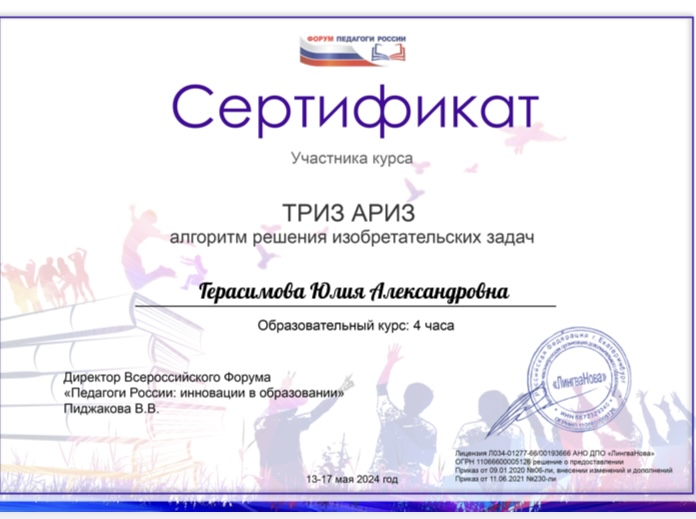 ФОРУМ ПЕДАГОГИ РОССИИ
Сертификат
Участника курса
ТРИЗ АРИЗ
алгоритм решения изобретательских задач
Герасимова Юлия Александровна
Образовательный курс: 4 часа
Директор Всероссийского Форума
«Педагоги России: инновации в образовании»
Пиджакова В.В.
«ЛингваНова»
Лицензия Л034-01277-66/00193666 АНО ДПО «ЛингваНова»
ОГРН 11066600005126 решение о предоставлении
Приказ от 09.01.2020 №06-ли, внесении изменений и дополнений
Приказ от 11.06.2021 №230-ли
13-17 мая 2024 год